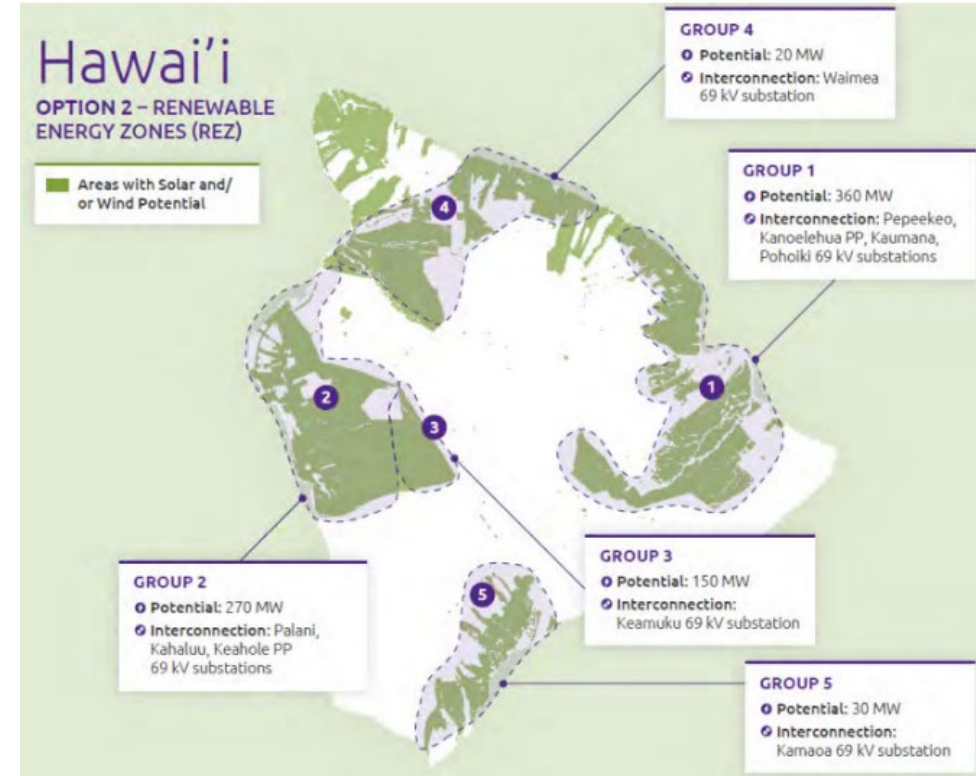 Hawai'i
OPTION 2 – RENEWABLE
ENERGY ZONES (REZ)
Areas with Solar and/
or Wind Potential
GROUP 4
Potential: 20 MW
Interconnection: Waimea
69 kV substation
GROUP 1
Potential: 360 MW
Interconnection: Pepeekeo,
Kanoelehua PP, Kaumana,
Pohoiki 69 kV substations
4
1
2
3
5
GROUP 3
Potential: 150 MW
Interconnection:
Keamuku 69 kV substation
GROUP 2
Potential: 270 MW
Interconnection: Palani,
Kahaluu, Keahole PP
69 kV substations
GROUP 5
Potential: 30 MW
Interconnection:
Kamaoa 69 kV substation